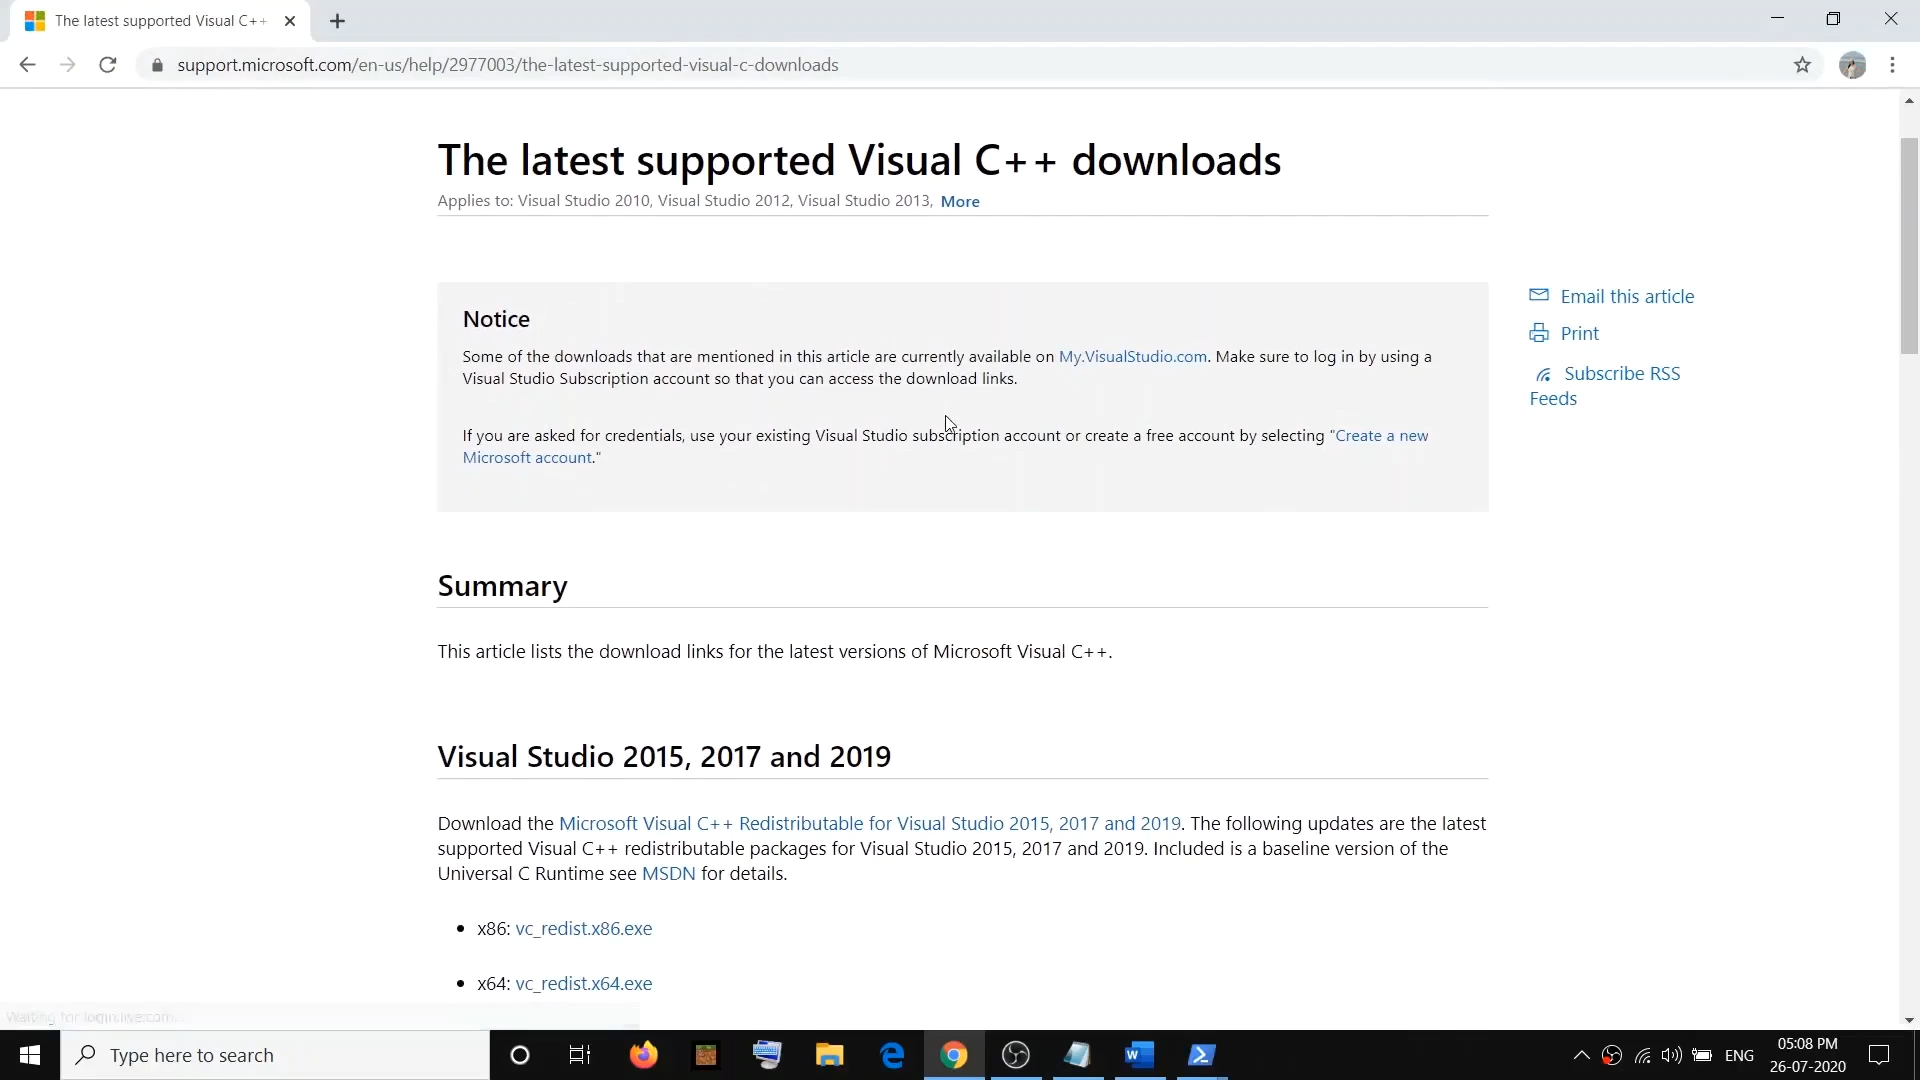 The latest supported Visual C++
support.microsoft.com/en-us/help/2977003/the-latest-supported-visual-c-downloads
The latest supported Visual C++ downloads
Applies to: Visual Studio 2010, Visual Studio 2012, Visual Studio 2013, More
Notice
Some of the downloads that are mentioned in this article are currently available on My.VisualStudio.com. Make sure to log in by using a
Visual Studio Subscription account so that you can access the download links.
If you are asked for credentials, use your existing Visual Studio subscription account or create a free account by selecting "Create a new
Microsoft account."
Email this article
Print
Subscribe RSS
Feeds
Summary
This article lists the download links for the latest versions of Microsoft Visual C++.
Visual Studio 2015, 2017 and 2019
Download the Microsoft Visual C++ Redistributable for Visual Studio 2015, 2017 and 2019. The following updates are the latest
supported Visual C++ redistributable packages for Visual Studio 2015, 2017 and 2019. Included is a baseline version of the
Universal C Runtime see MSDN for details.
• x86: vc_redist.x86.exe
• x64: vc_redist.x64.exe
Waiting for login.live.com...
Type here to search
ENG
05:08 PM
26-07-2020